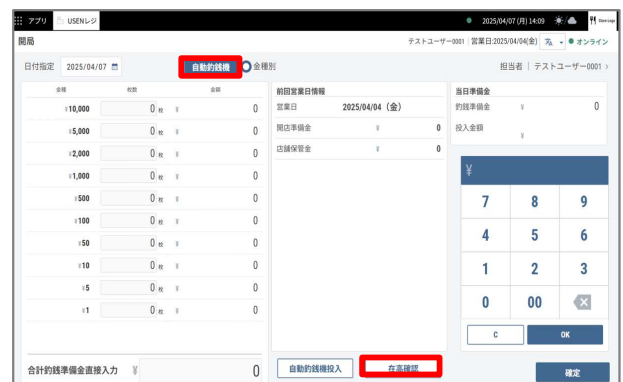 アプリ USENレジ 2025/04/07 (月) 14:09
開局 テストユーザー0001 営業日:2025/04/04(金) オンライン
日付指定 2025/04/07 自動釣銭機 金種別 担当者 テストユーザー0001 >
金種 枚数 金額
¥10,000 0 枚 ¥ 0
¥5,000 0 枚 ¥ 0
¥2,000 0 枚 ¥ 0
¥1,000 0 枚 ¥ 0
¥500 0 枚 ¥ 0
¥100 0 枚 ¥ 0
¥50 0 枚 ¥ 0
¥10 0 枚 ¥ 0
¥5 0 枚 ¥ 0
¥1 0 枚 ¥ 0
合計釣銭準備金直接入力 ¥ 0
前回営業日情報
営業日 2025/04/04（金）
開店準備金 ¥ 0
店舗保管金 ¥ 0
自動釣銭機投入 在高確認
当日準備金
釣銭準備金 ¥ 0
投入金額 ¥
¥
7 8 9
4 5 6
1 2 3
0 00
C OK
確定